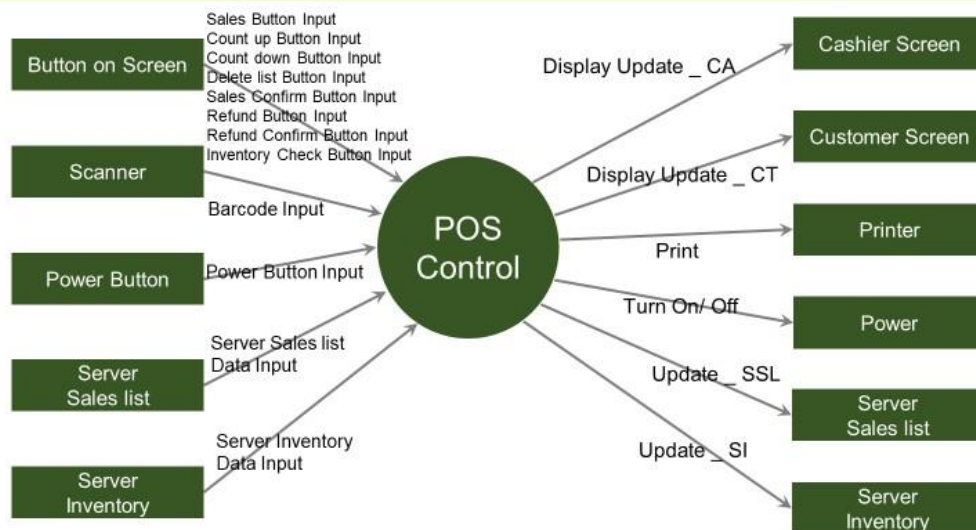 Sales Button Input
Count up Button Input
Count down Button Input
Delete list Button Input
Sales Confirm Button Input
Refund Button Input
Refund Confirm Button Input
Inventory Check Button Input
Button on Screen
Scanner
Barcode Input
Power Button
Power Button Input
Server
Sales list
Server Sales list
Data Input
Server
Inventory
Server Inventory
Data Input
POS
Control
Display Update _ CA
Cashier Screen
Display Update _ CT
Customer Screen
Print
Printer
Turn On/ Off
Power
Update _ SSL
Server
Sales list
Update _ SI
Server
Inventory